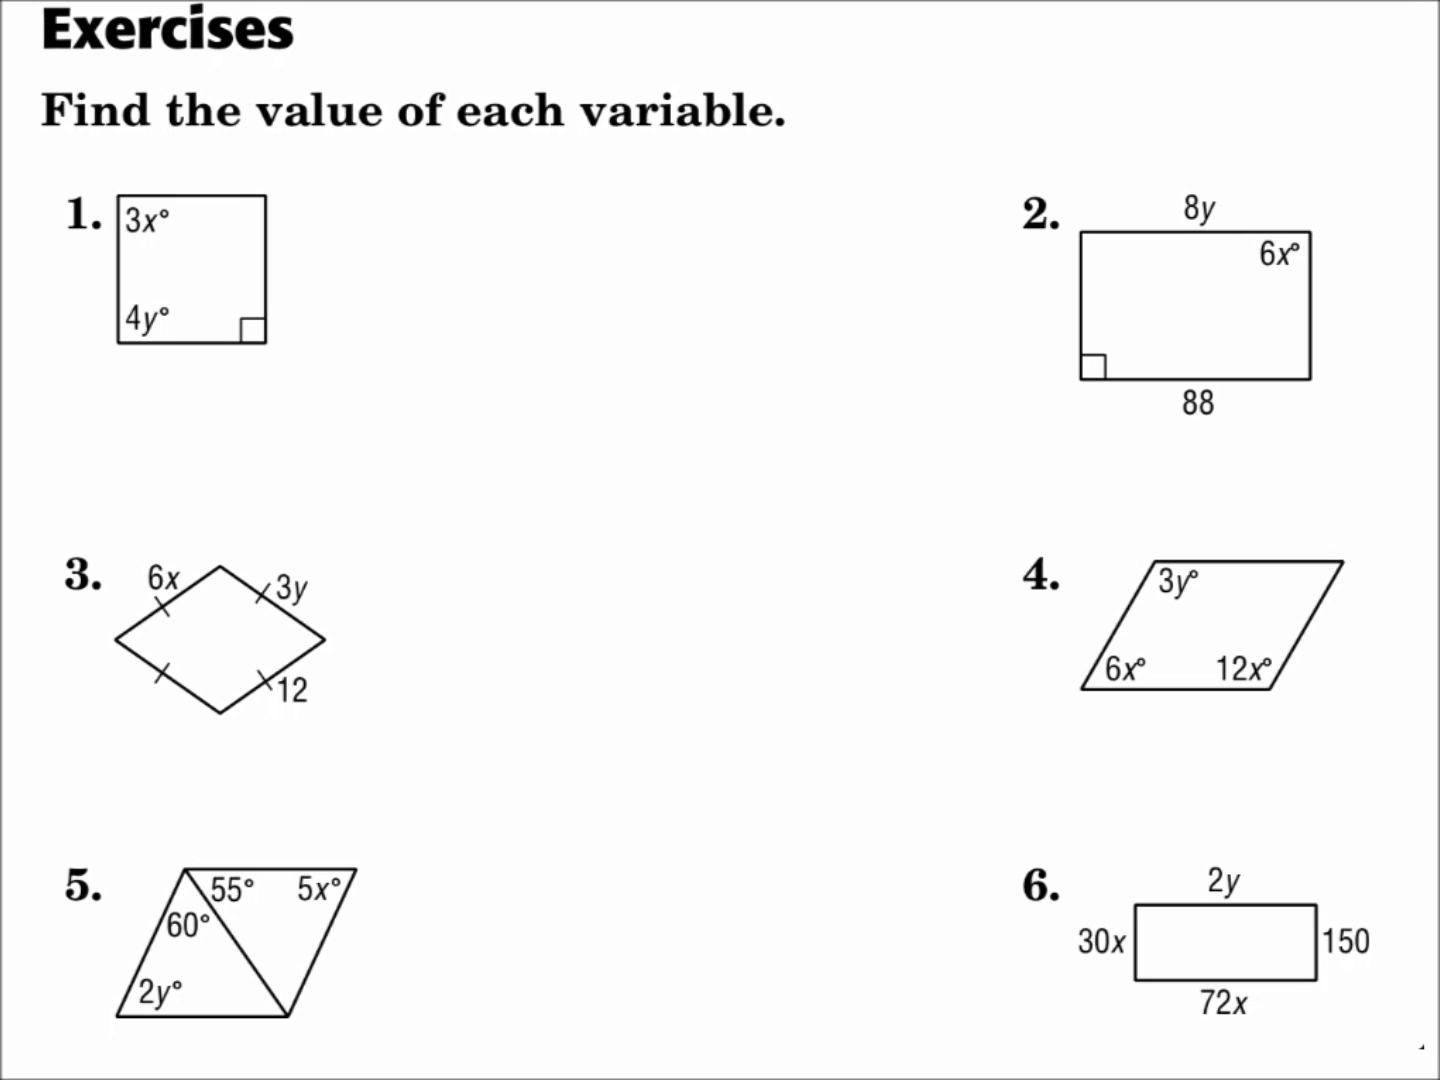 Exercises
Find the value of each variable.
1.
3x°
4y°
2.
8y
6x°
88
3.
6x
3y
12
4.
3y°
6x°
12x°
5.
55°
5x°
60°
2y°
6.
2y
30x
150
72x